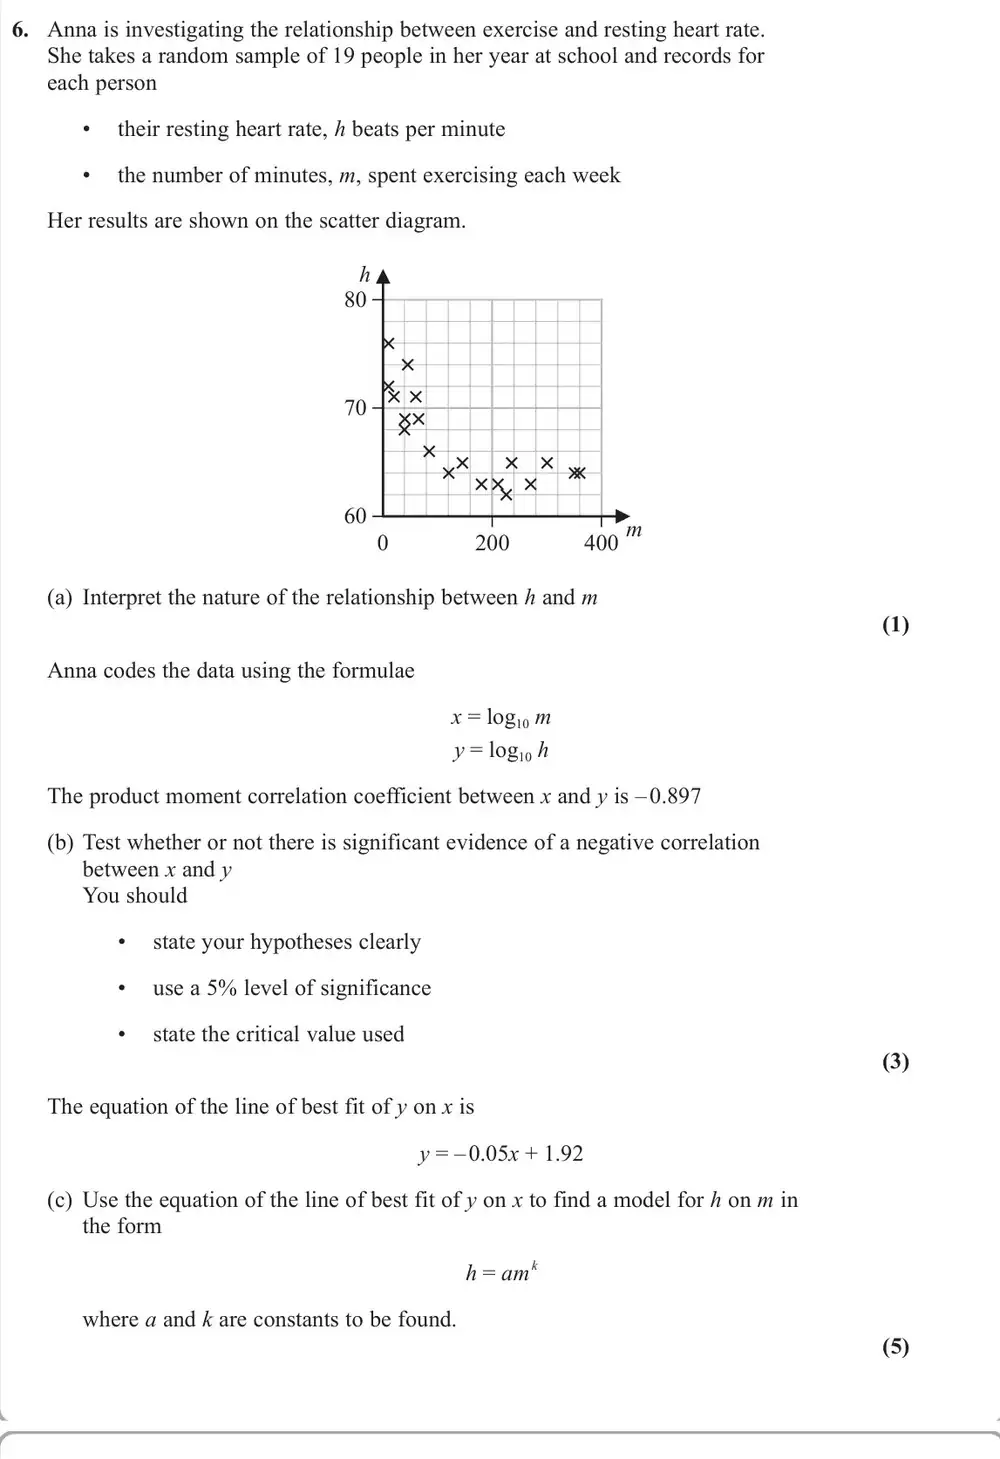 6. Anna is investigating the relationship between exercise and resting heart rate.
She takes a random sample of 19 people in her year at school and records for
each person
• their resting heart rate, h beats per minute
• the number of minutes, m, spent exercising each week
Her results are shown on the scatter diagram.
h
80
70
60
0 200 400 m
(a) Interpret the nature of the relationship between h and m
(1)
Anna codes the data using the formulae
x = log₁₀ m
y = log₁₀ h
The product moment correlation coefficient between x and y is –0.897
(b) Test whether or not there is significant evidence of a negative correlation
between x and y
You should
• state your hypotheses clearly
• use a 5% level of significance
• state the critical value used
(3)
The equation of the line of best fit of y on x is
y = –0.05x + 1.92
(c) Use the equation of the line of best fit of y on x to find a model for h on m in
the form
h = amᵏ
where a and k are constants to be found.
(5)